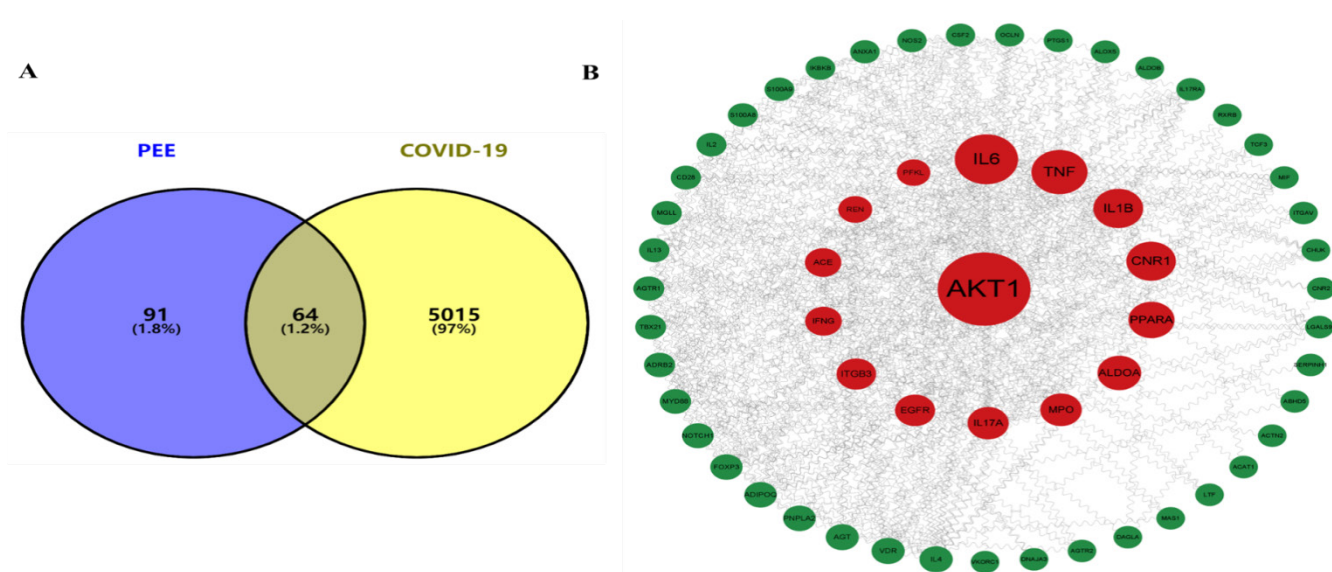 A
B
PEE
COVID-19
91
(1.8%)
64
(1.2%)
5015
(97%)
AKT1
IL6
TNF
IL1B
CNR1
PPARA
ALDOA
MPO
IL17A
EGFR
ITGB3
IFNG
ACE
REN
PFKL
CSF2
OCLN
PTGS1
ALOX5
ALDOB
IL17RA
RXRB
MIF
ITGAV
CHUK
CNR2
ABHD6
ACTN2
ACAT1
LTF
MAS1
DAGLA
AGTR2
DNAJA3
VKORC1
IL4
VDR
AGT
PNPLA2
ADIPOQ
FOXP3
NOTCH1
MYD88
ADRB2
TBX21
AGTR1
IL13
MGLL
CD28
IL2
S100A8
S100A9
IKBKB
ANXA1
NOS2